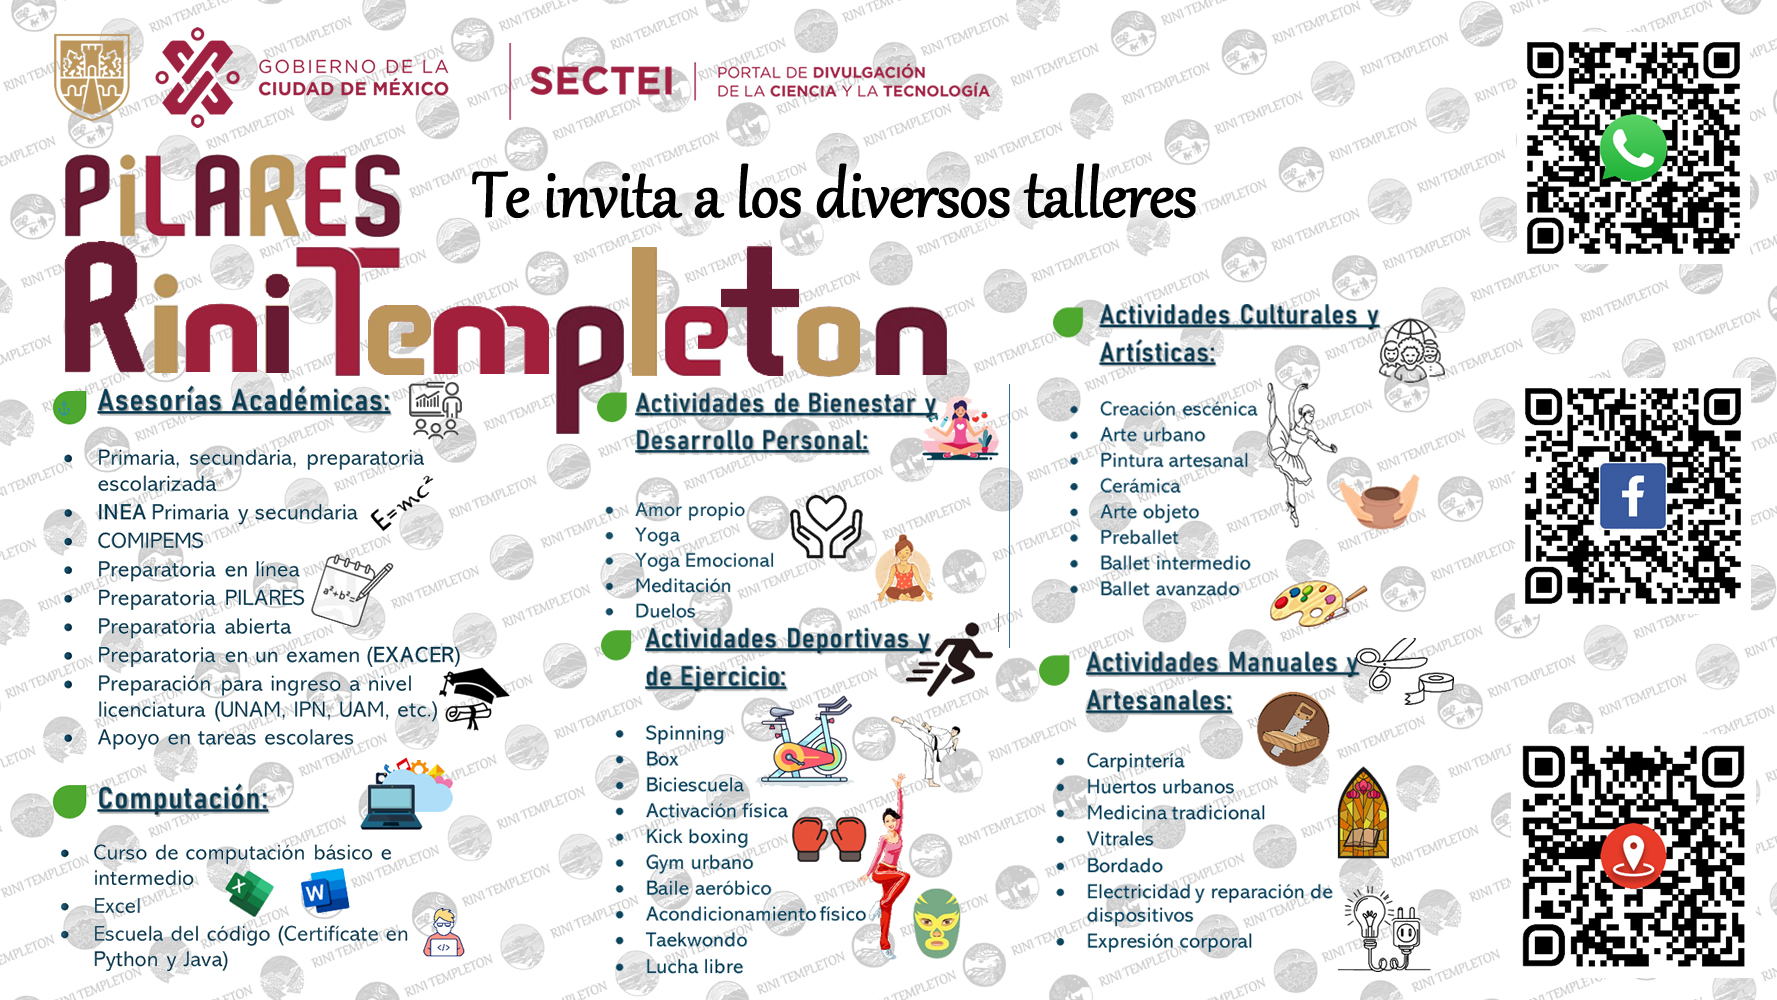 GOBIERNO DE LA
CIUDAD DE MÉXICO
SECTEI
PORTAL DE DIVULGACIÓN
DE LA CIENCIA Y LA TECNOLOGÍA
PiLARES
Rini Templeton
Te invita a los diversos talleres
Asesorías Académicas:
• Primaria, secundaria, preparatoria
escolarizada
• INEA Primaria y secundaria
• COMIPEMS
• Preparatoria en línea
• Preparatoria PILARES
• Preparatoria abierta
• Preparatoria en un examen (EXACER)
• Preparación para ingreso a nivel
licenciatura (UNAM, IPN, UAM, etc.)
• Apoyo en tareas escolares
E=mc²
a²+b²=
Computación:
• Curso de computación básico e
intermedio
• Excel
• Escuela del código (Certifícate en
Python y Java)
X
W
</>
Actividades de Bienestar y
Desarrollo Personal:
• Amor propio
• Yoga
• Yoga Emocional
• Meditación
• Duelos
Actividades Deportivas y
de Ejercicio:
• Spinning
• Box
• Biciescuela
• Activación física
• Kick boxing
• Gym urbano
• Baile aeróbico
• Acondicionamiento físico
• Taekwondo
• Lucha libre
Actividades Culturales y
Artísticas:
• Creación escénica
• Arte urbano
• Pintura artesanal
• Cerámica
• Arte objeto
• Preballet
• Ballet intermedio
• Ballet avanzado
Actividades Manuales y
Artesanales:
• Carpintería
• Huertos urbanos
• Medicina tradicional
• Vitrales
• Bordado
• Electricidad y reparación de
dispositivos
• Expresión corporal
f
RINI TEMPLETON